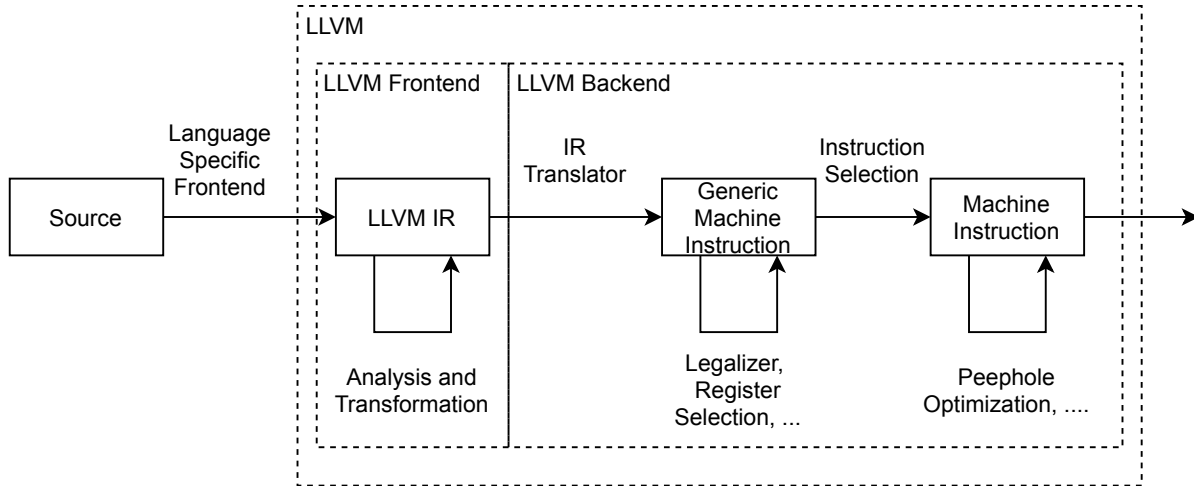 LLVM
LLVM Frontend
LLVM Backend
Language
Specific
Frontend
IR
Translator
Instruction
Selection
Source
LLVM IR
Generic
Machine
Instruction
Machine
Instruction
Analysis and
Transformation
Legalizer,
Register
Selection, ...
Peephole
Optimization, ....